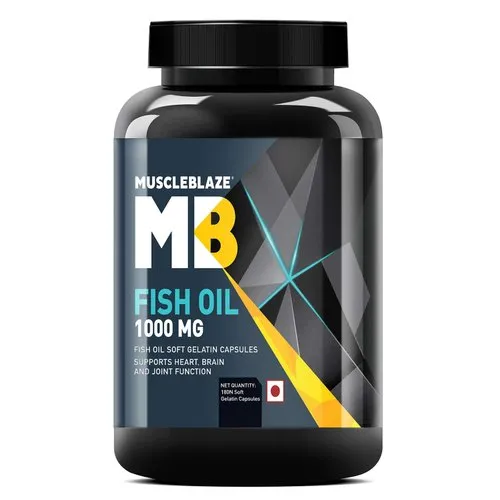 MUSCLEBLAZE®
MB
FISH OIL
1000 MG
FISH OIL SOFT GELATIN CAPSULES
SUPPORTS HEART, BRAIN
AND JOINT FUNCTION
NET QUANTITY:
180N Soft
Gelatin Capsules